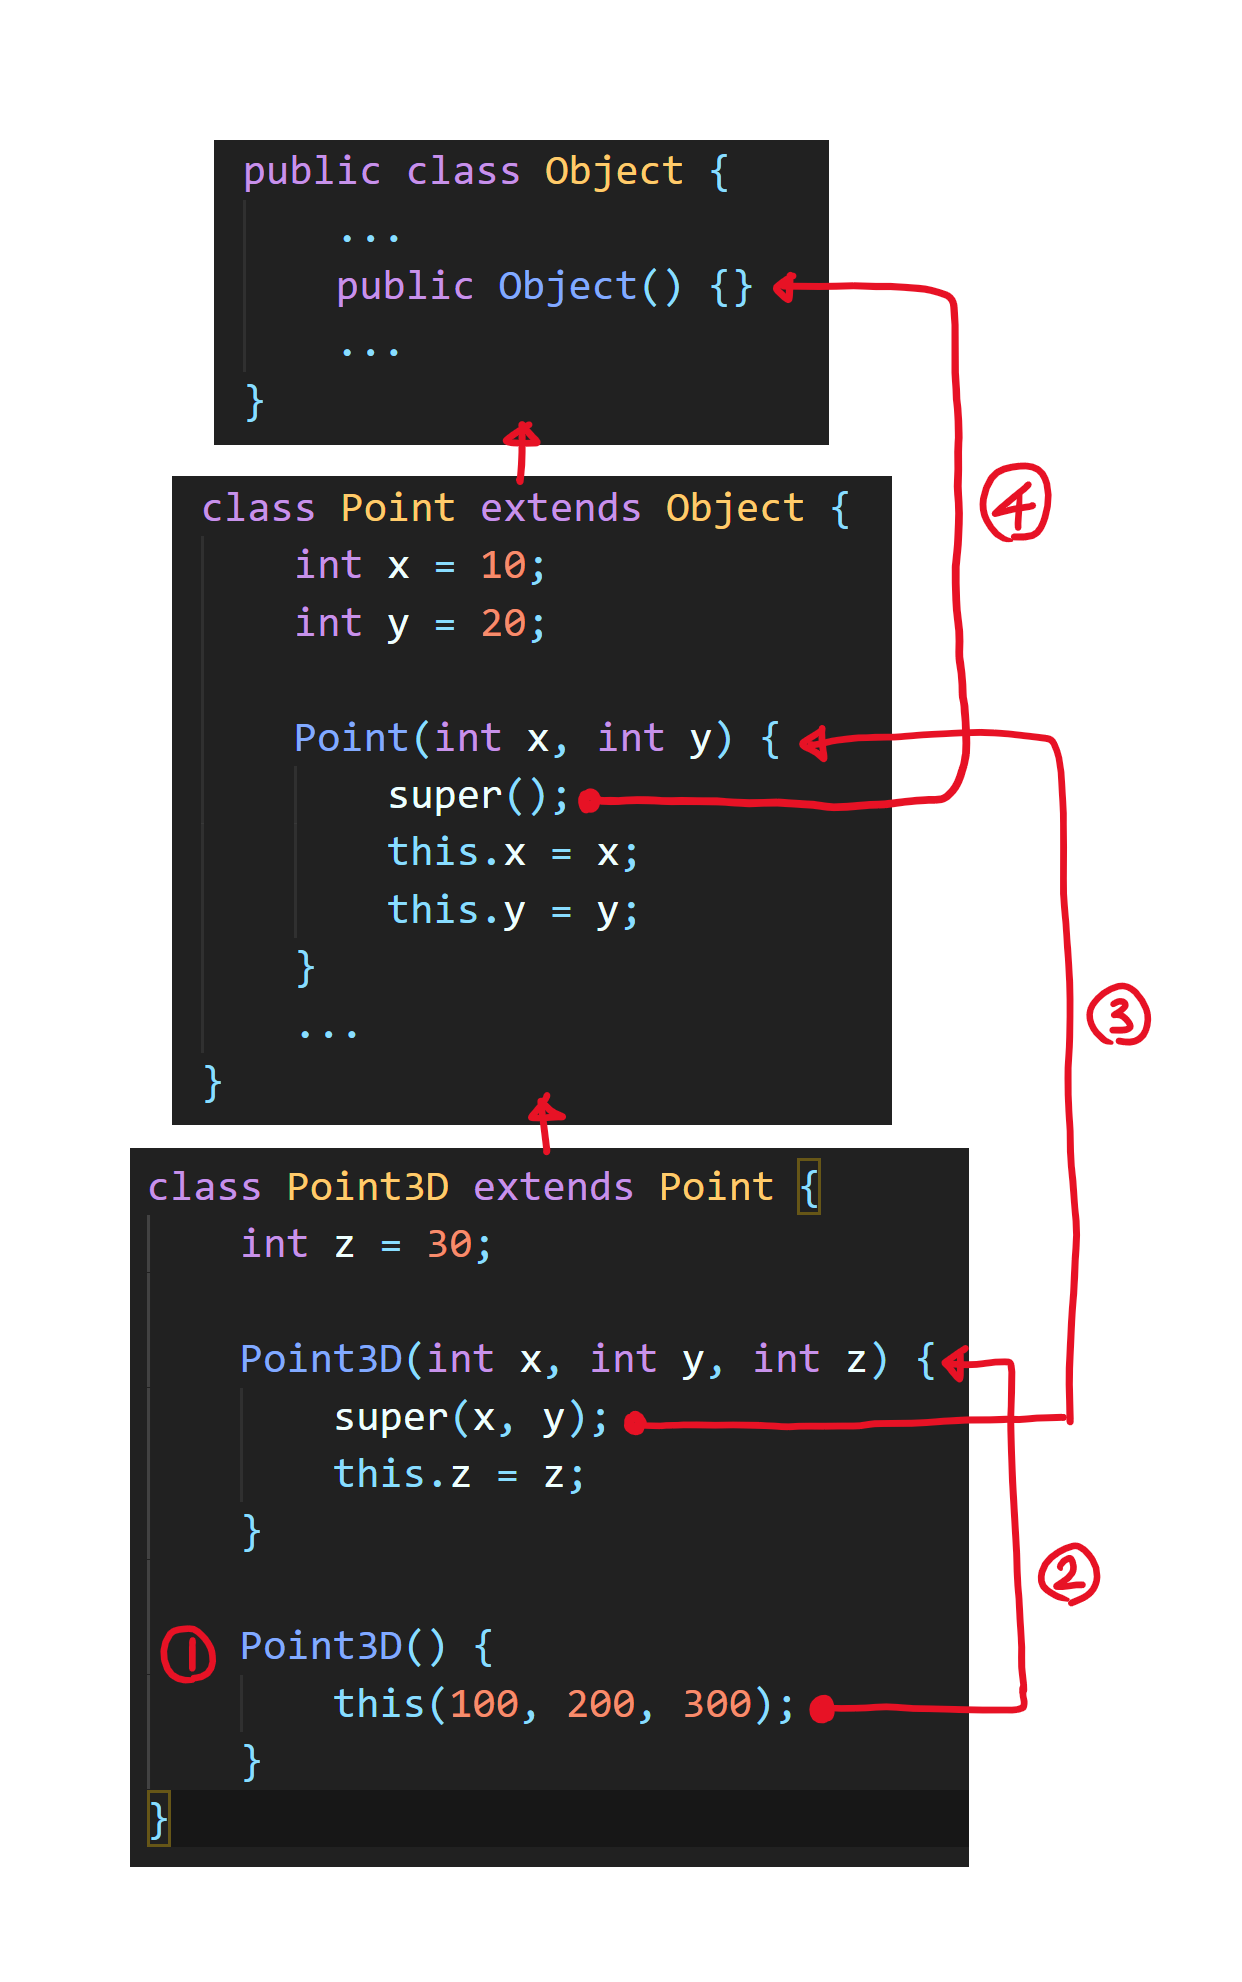 public class Object {
...
public Object() {}
...
}
class Point extends Object {
int x = 10;
int y = 20;
Point(int x, int y) {
super();
this.x = x;
this.y = y;
}
...
}
class Point3D extends Point {
int z = 30;
Point3D(int x, int y, int z) {
super(x, y);
this.z = z;
}
Point3D() {
this(100, 200, 300);
}
}
④
③
②
①